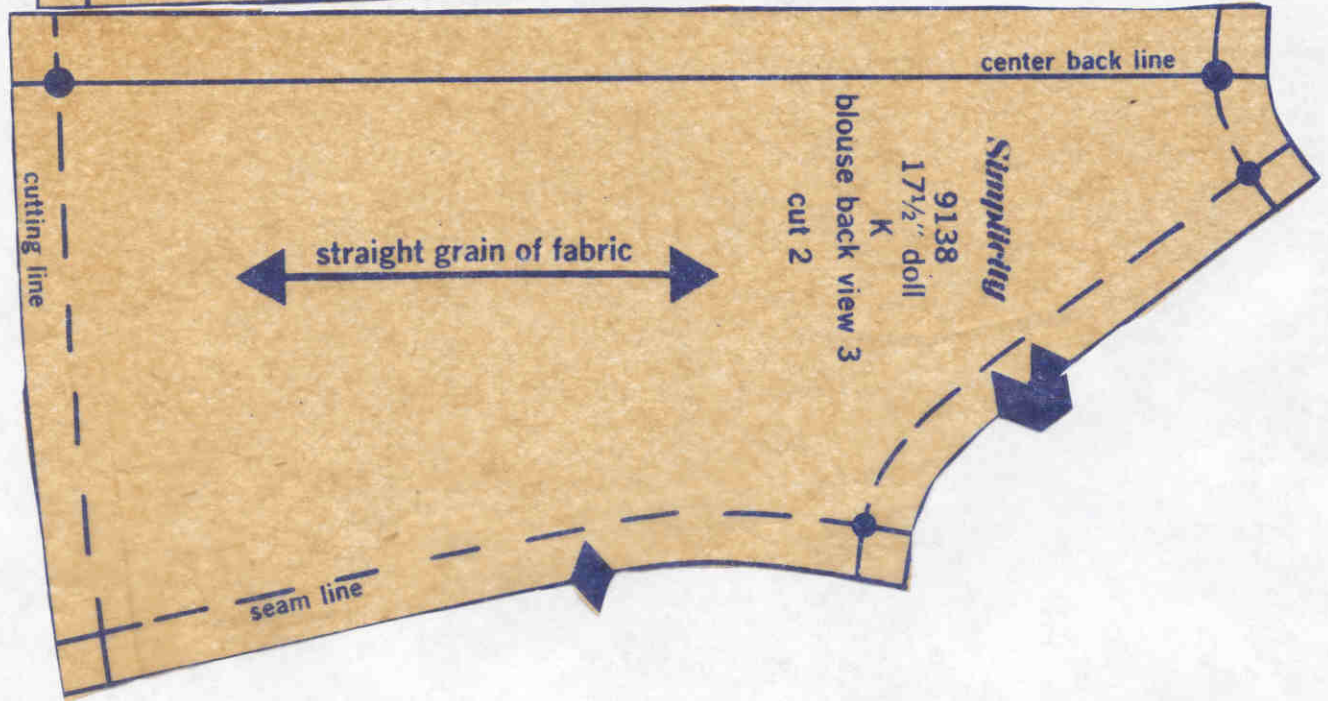 center back line
Simplicity
9138
17½″ doll
K
blouse back view 3
cut 2
straight grain of fabric
cutting line
seam line